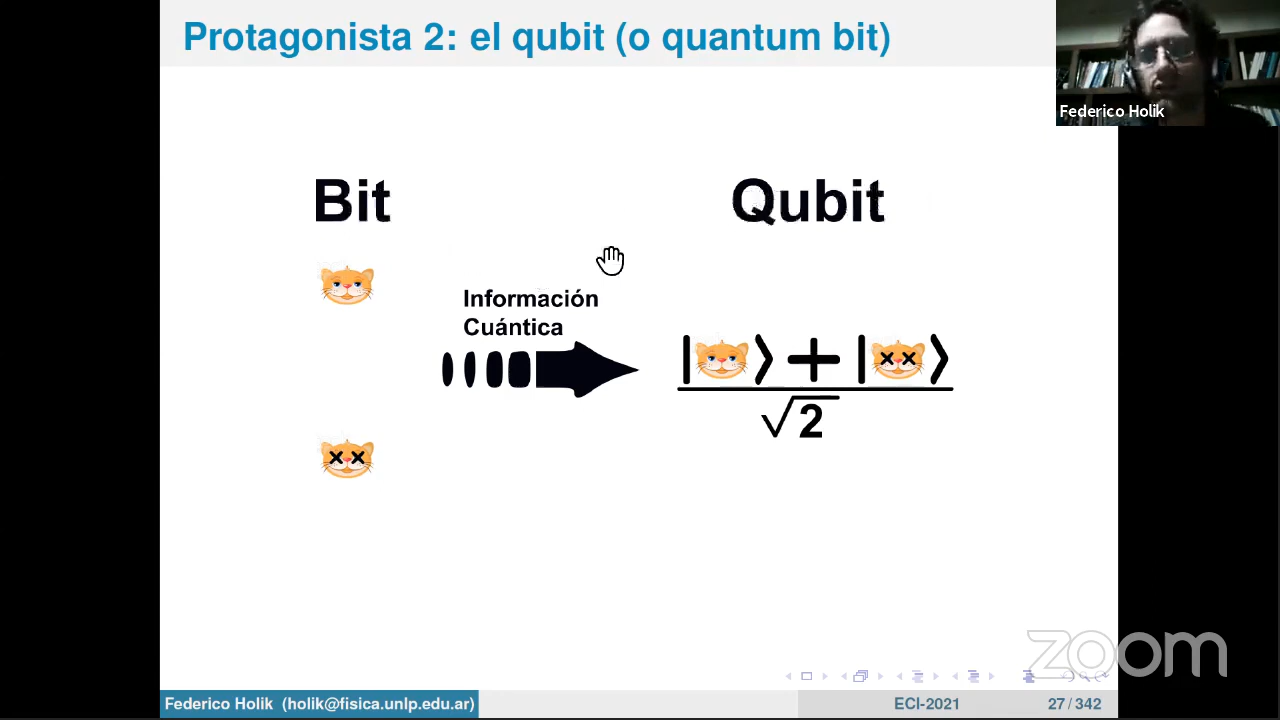 Protagonista 2: el qubit (o quantum bit)
Federico Holik
Bit
Qubit
Información
Cuántica
|⟩ + |⟩
√2
zoom
Federico Holik (holik@fisica.unlp.edu.ar)
ECI-2021
27 / 342